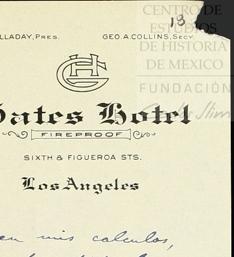 CENTRO DE
ESTUDIOS
DE HISTORIA
DE MEXICO
FUNDACIÓN
13
LLADAY, PRES. GEO. A. COLLINS, SECY.
Gates Hotel
FIREPROOF
SIXTH & FIGUEROA STS.
Los Angeles
en mis calculos,